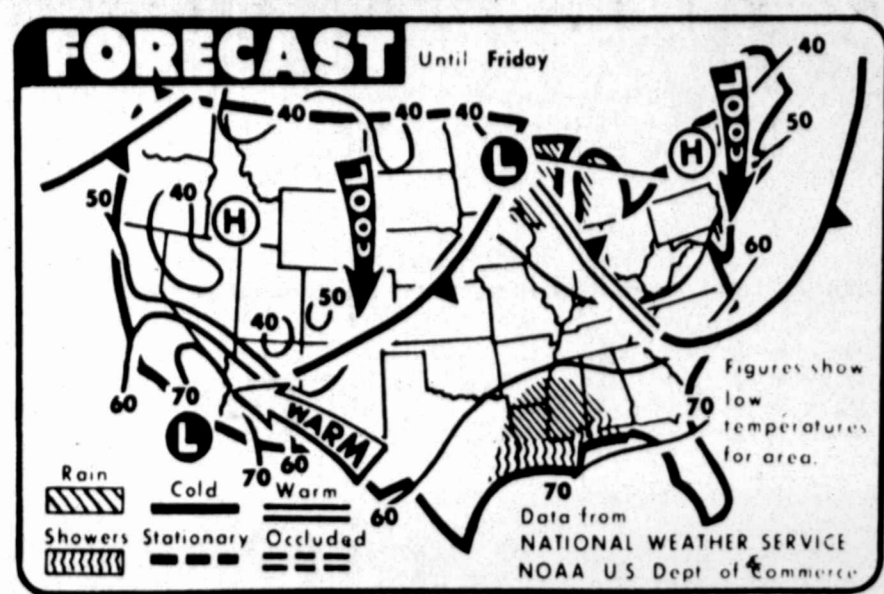 FORECAST Until Friday
40
40 40 40
COOL
50
L H
50 40
H COOL
60
50
40
Figures show
low
temperatures
for area.
60 70
WARM
70
L
70 60
60
70
Rain Cold Warm
Showers Stationary Occluded
Data from
NATIONAL WEATHER SERVICE
NOAA U S Dept of Commerce